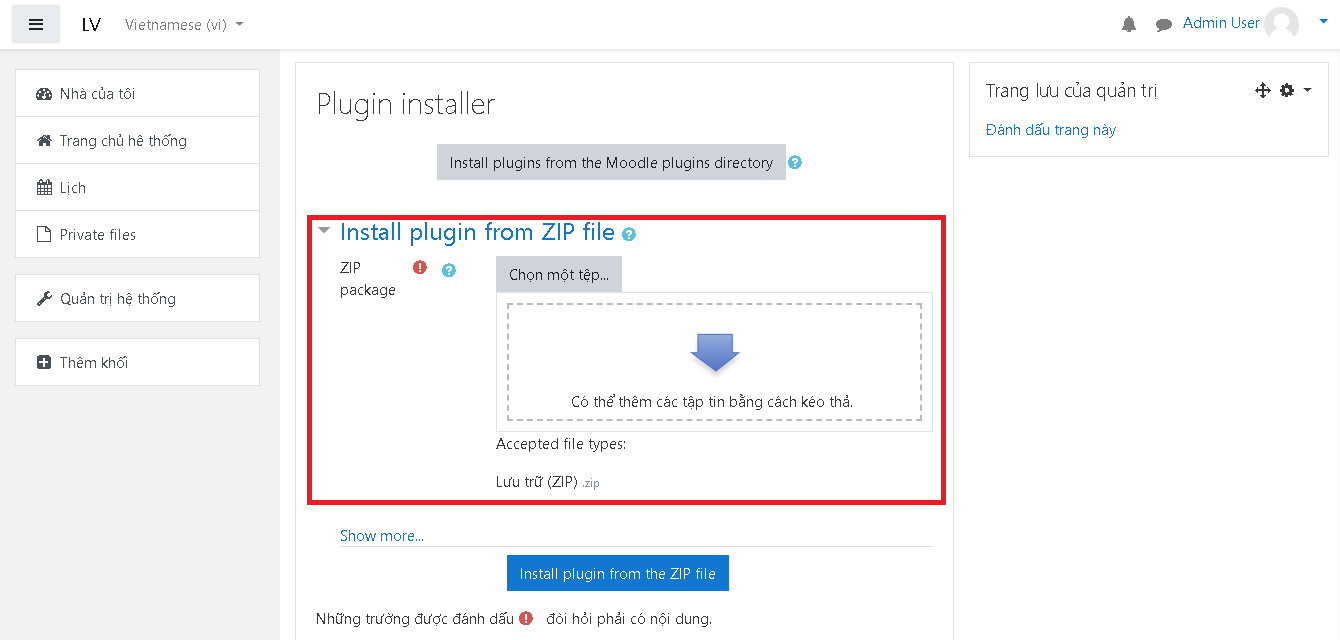 LV Vietnamese (vi) Admin User
Nhà của tôi
Trang chủ hệ thống
Lịch
Private files
Quản trị hệ thống
Thêm khối
Plugin installer
Install plugins from the Moodle plugins directory
Install plugin from ZIP file
ZIP
package
Chọn một tệp...
Có thể thêm các tập tin bằng cách kéo thả.
Accepted file types:
Lưu trữ (ZIP) .zip
Show more...
Install plugin from the ZIP file
Những trường được đánh dấu đòi hỏi phải có nội dung.
Trang lưu của quản trị
Đánh dấu trang này